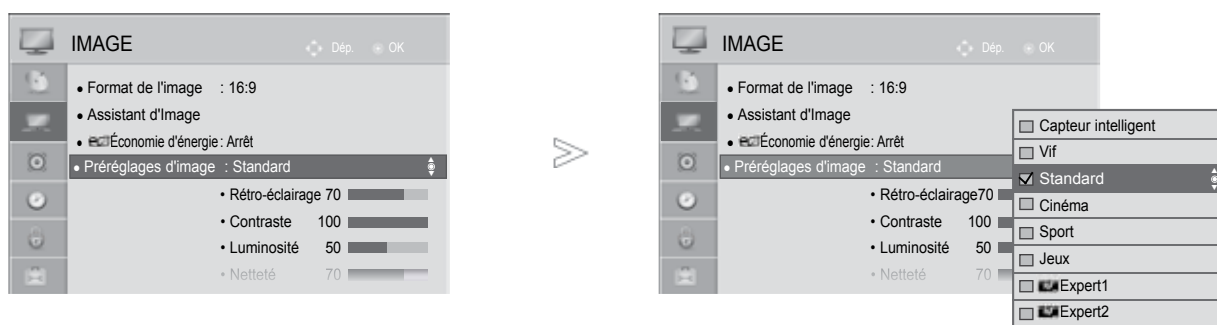 IMAGE
Dép. OK
• Format de l'image : 16:9
• Assistant d'Image
• Économie d'énergie : Arrêt
• Préréglages d'image : Standard
• Rétro-éclairage 70
• Contraste 100
• Luminosité 50
• Netteté 70
>
IMAGE
Dép. OK
• Format de l'image : 16:9
• Assistant d'Image
• Économie d'énergie : Arrêt
• Préréglages d'image : Standard
• Rétro-éclairage70
• Contraste 100
• Luminosité 50
• Netteté 70
Capteur intelligent
Vif
Standard
Cinéma
Sport
Jeux
Expert1
Expert2